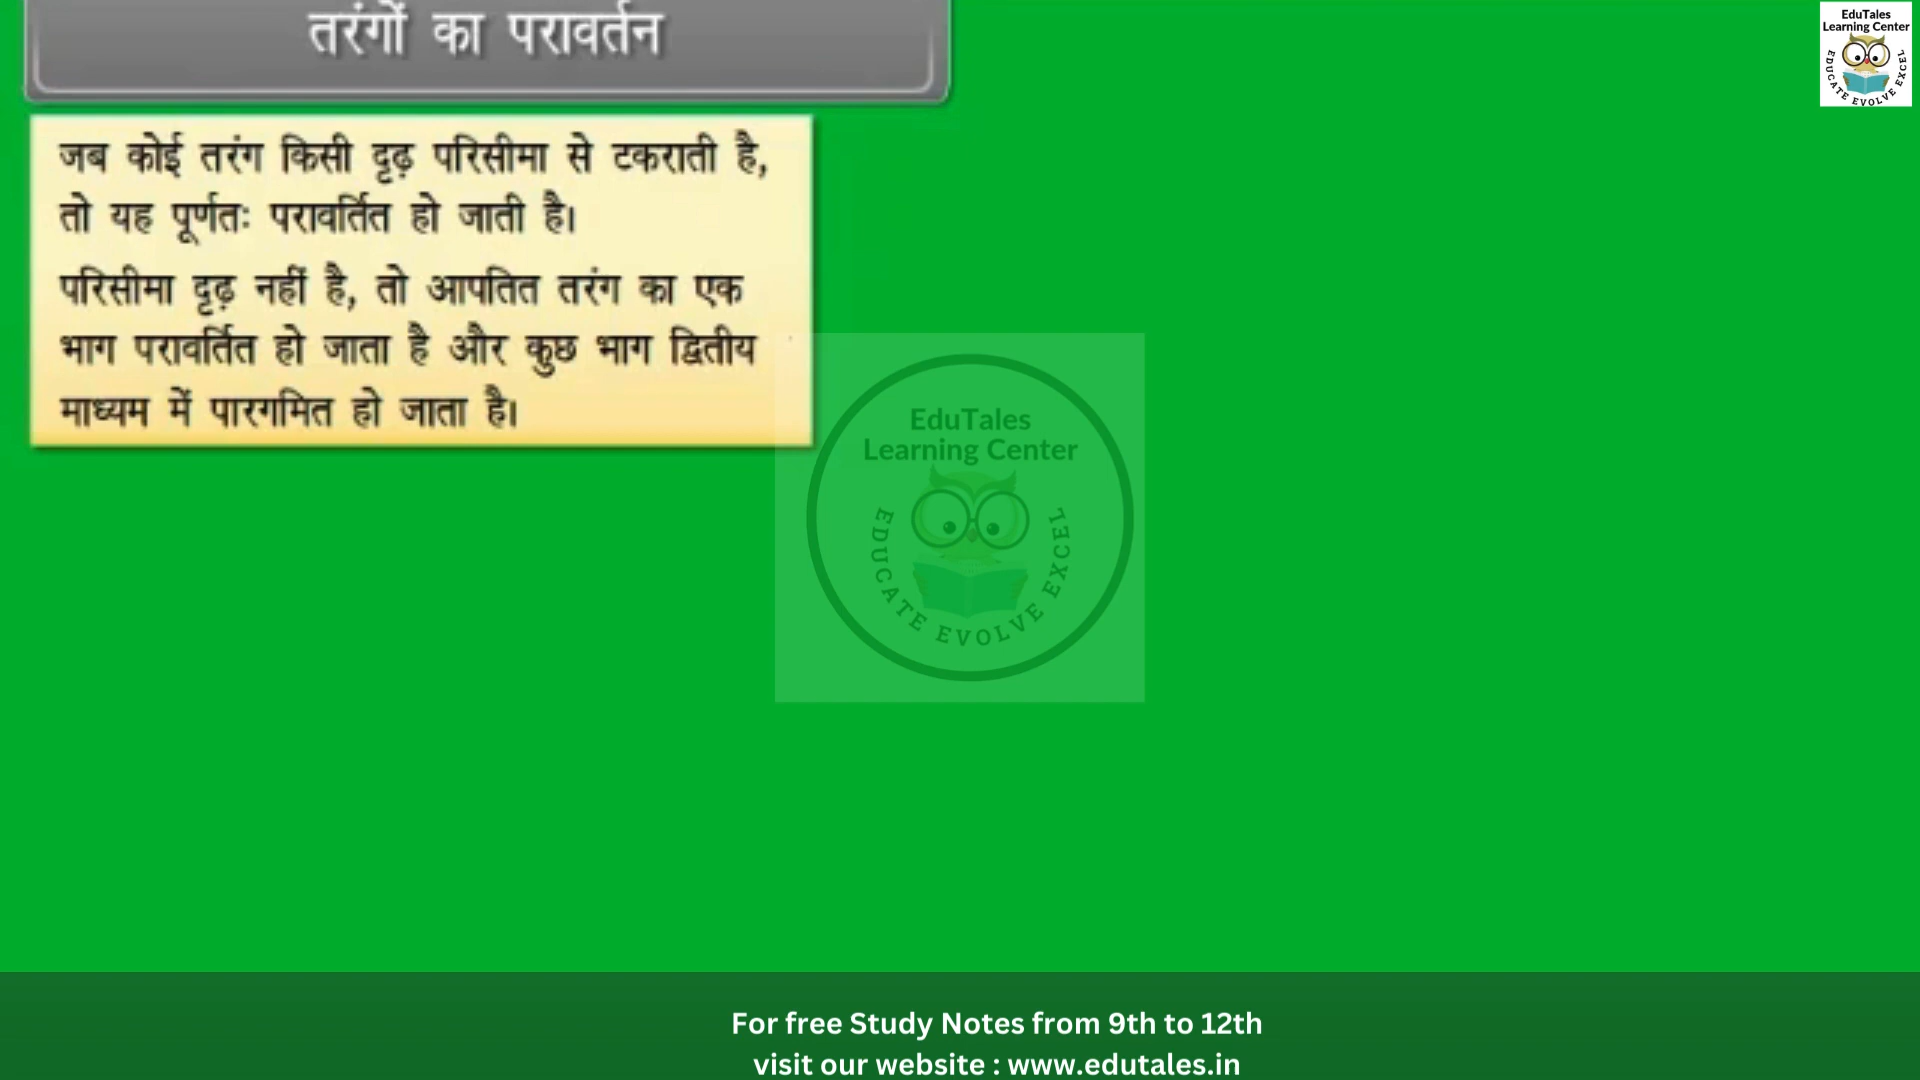 तरंगों का परावर्तन
EduTales
Learning Center
EDUCATE EVOLVE EXCEL
जब कोई तरंग किसी दृढ़ परिसीमा से टकराती है,
तो यह पूर्णतः परावर्तित हो जाती है।
परिसीमा दृढ़ नहीं है, तो आपतित तरंग का एक
भाग परावर्तित हो जाता है और कुछ भाग द्वितीय
माध्यम में पारगमित हो जाता है।
EduTales
Learning Center
EDUCATE EVOLVE EXCEL
For free Study Notes from 9th to 12th
visit our website : www.edutales.in